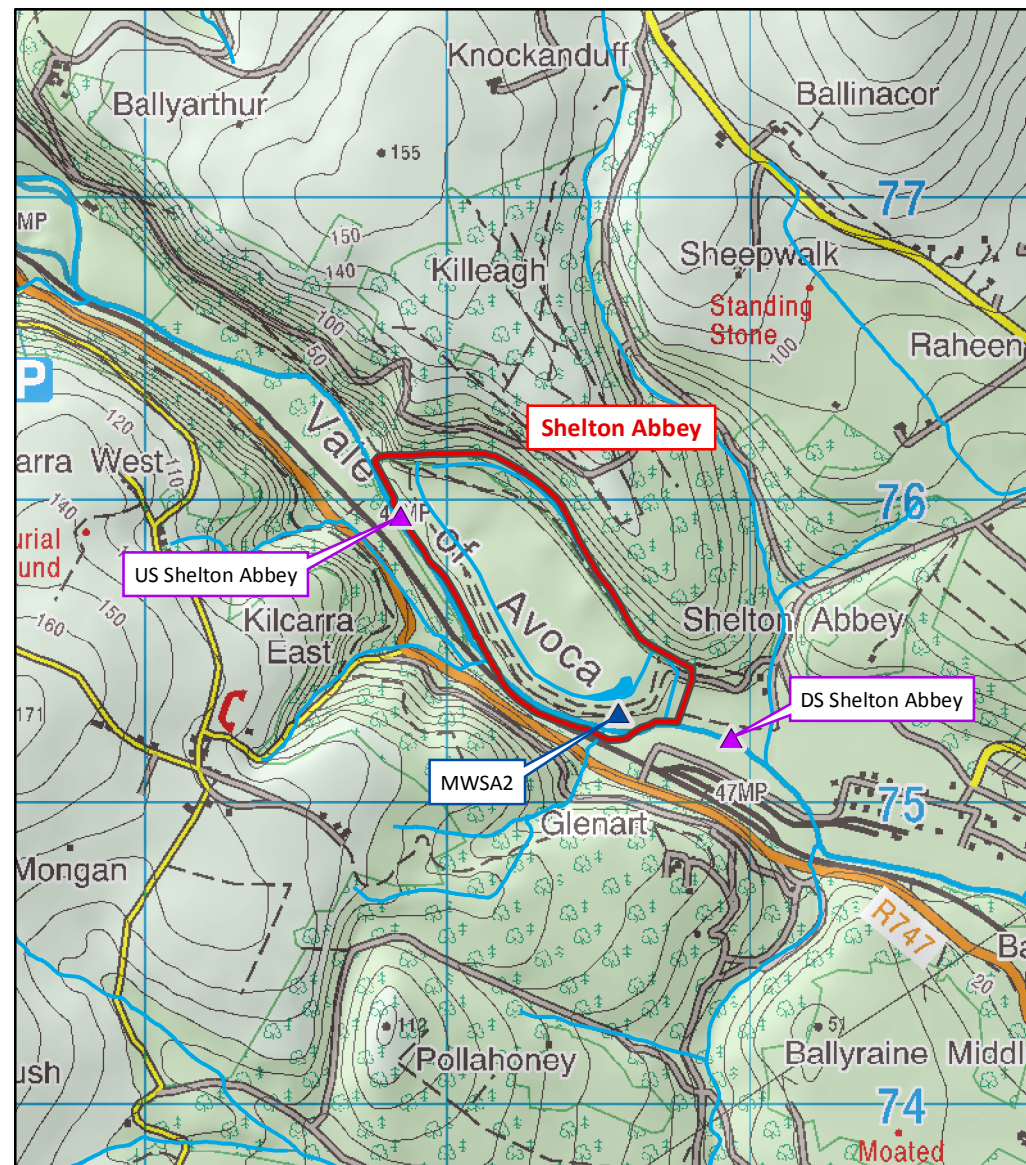 Knockanduff
Ballyarthur
Ballinacor
155
77
MP
150
140
Killeagh
Sheepwalk
100
50
Standing
Stone
100
Raheen
P
Shelton Abbey
120
110
Vale
of
Avoca
arra West
140
urial
und
76
US Shelton Abbey
150
160
Kilcarra
East
Shelton Abbey
171
DS Shelton Abbey
MWSA2
47MP
75
Glenart
Mongan
R747
Ba
20
113
51
Pollahoney
Ballyraine Middl
ush
74
Moated